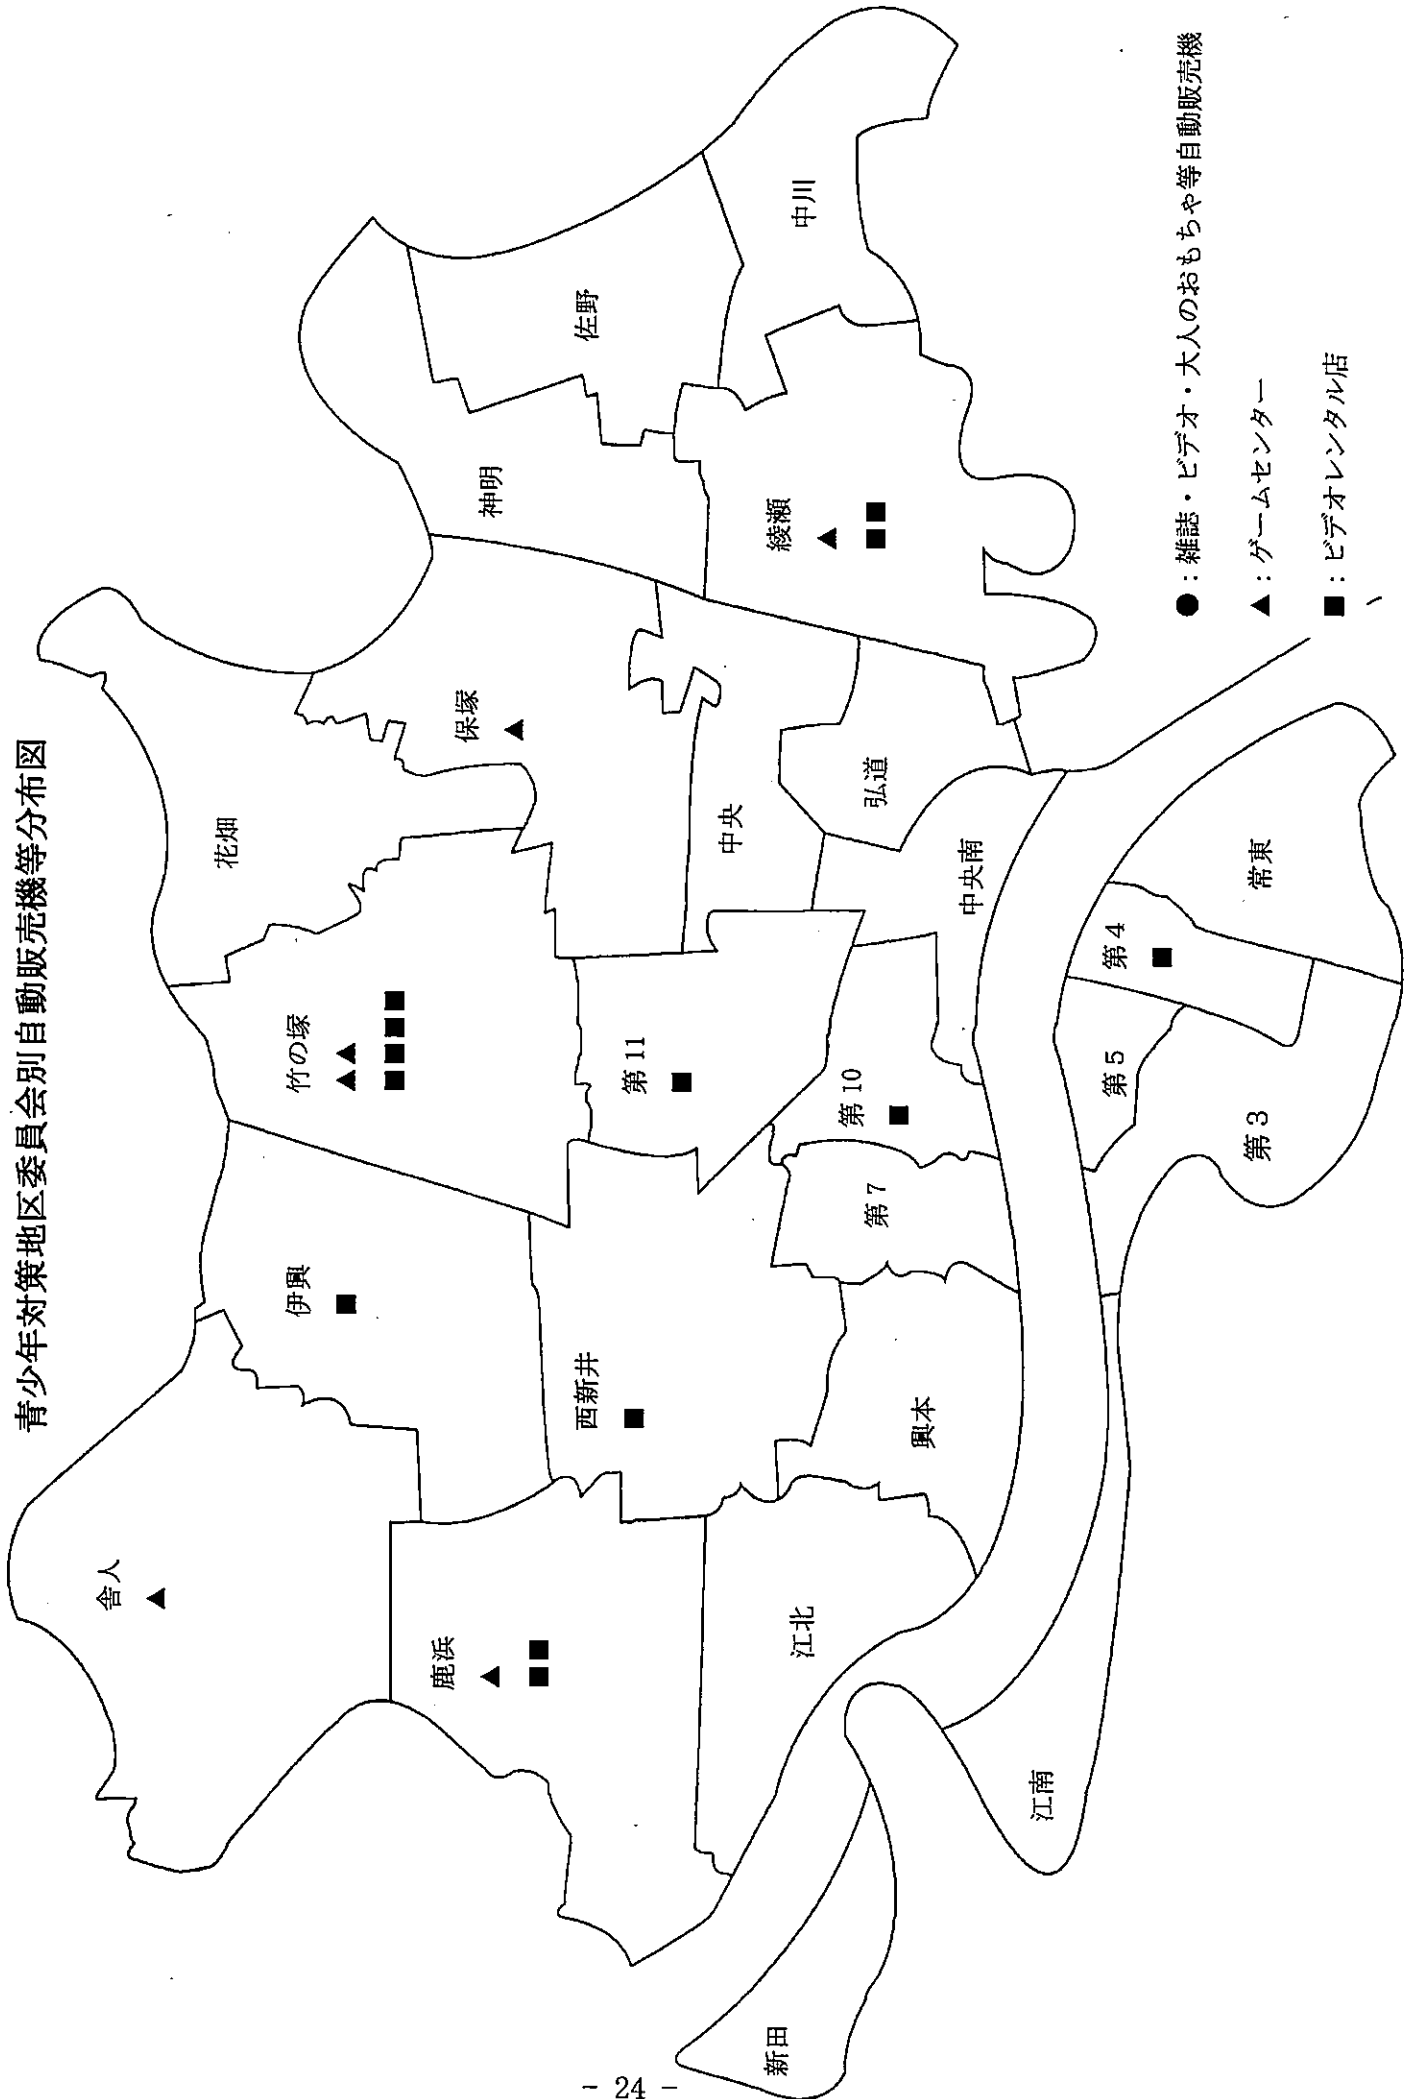 青少年対策地区委員会別自動販売機等分布図
舎人
▲
伊興
■
竹の塚
▲▲
■■■■
花畑
保塚
▲
神明
佐野
中川
鹿浜
▲
■■
西新井
■
第11
■
中央
綾瀬
▲
■■
江北
興本
第7
第10
■
中央南
弘道
新田
江南
第3
第5
第4
■
常東
●：雑誌・ビデオ・大人のおもちゃ等自動販売機
▲：ゲームセンター
■：ビデオレンタル店
- 24 -